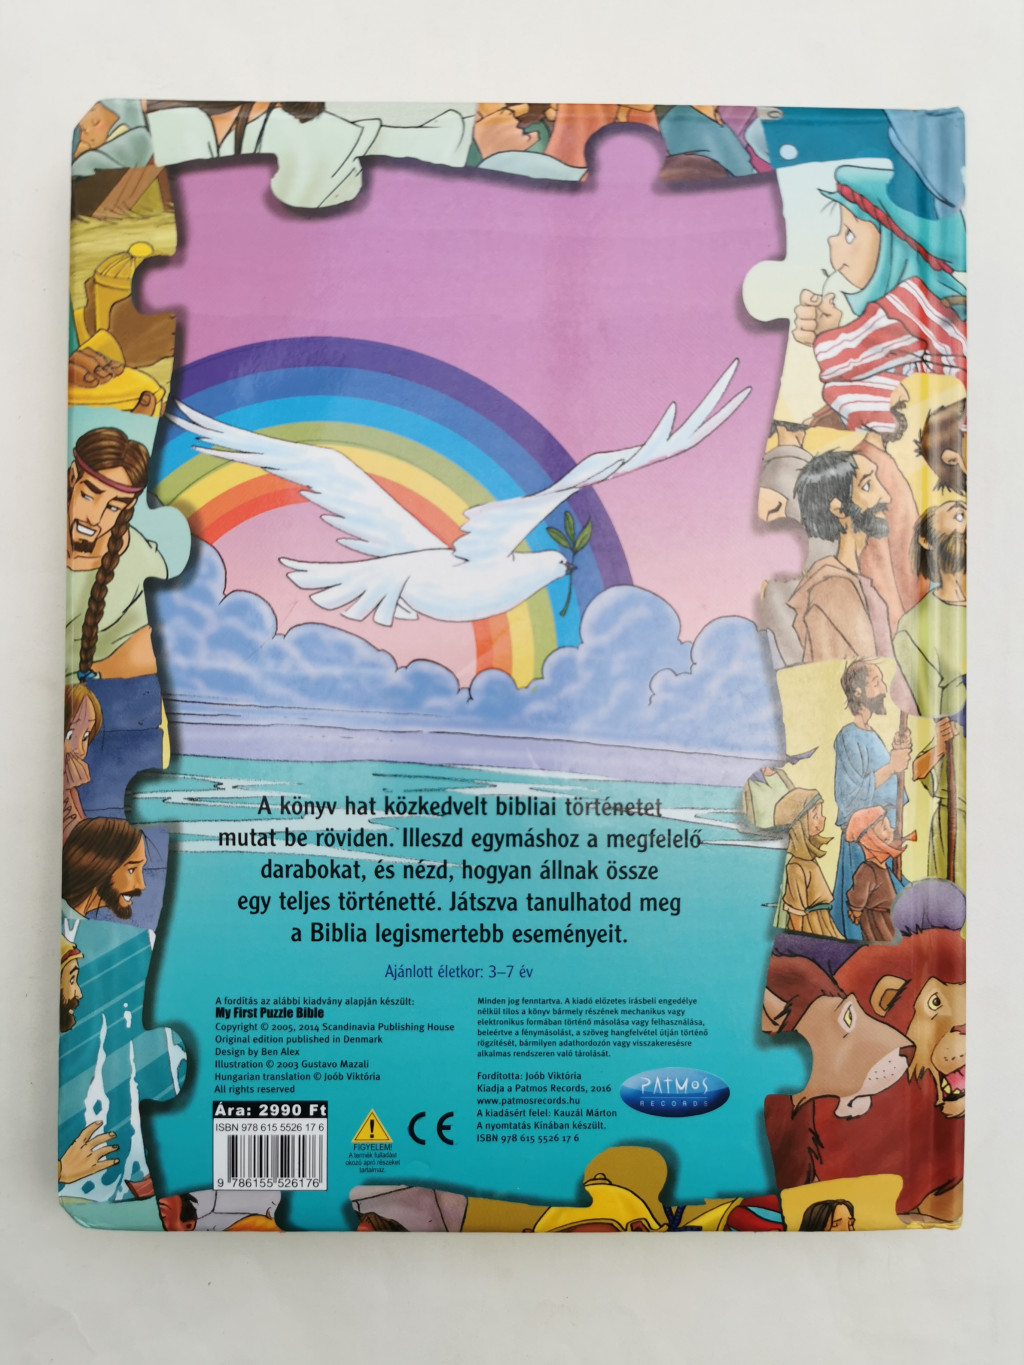 A könyv hat közkedvelt bibliai történetet
mutat be röviden. Illeszd egymáshoz a megfelelő
darabokat, és nézd, hogyan állnak össze
egy teljes történetté. Játszva tanulhatod meg
a Biblia legismertebb eseményeit.
Ajánlott életkor: 3–7 év
A fordítás az alábbi kiadvány alapján készült:
My First Puzzle Bible
Copyright © 2005, 2014 Scandinavia Publishing House
Original edition published in Denmark
Design by Ben Alex
Illustration © 2003 Gustavo Mazali
Hungarian translation © Joób Viktória
All rights reserved
Ára: 2990 Ft
ISBN 978 615 5526 17 6
9 786155 526176
FIGYELEM!
A termék fulladást
okozó apró részeket
tartalmaz.
CE
Minden jog fenntartva. A kiadó előzetes írásbeli engedélye
nélkül tilos a könyv bármely részének mechanikus vagy
elektronikus formában történő másolása vagy felhasználása,
beleértve a fénymásolást, a szöveg hangfelvétel útján történő
rögzítését, bármilyen adathordozón vagy visszakeresésre
alkalmas rendszeren való tárolását.
Fordította: Joób Viktória
Kiadja a Patmos Records, 2016
www.patmosrecords.hu
A kiadásért felel: Kauzál Márton
A nyomtatás Kínában készült.
ISBN 978 615 5526 17 6
PATMOS
RECORDS